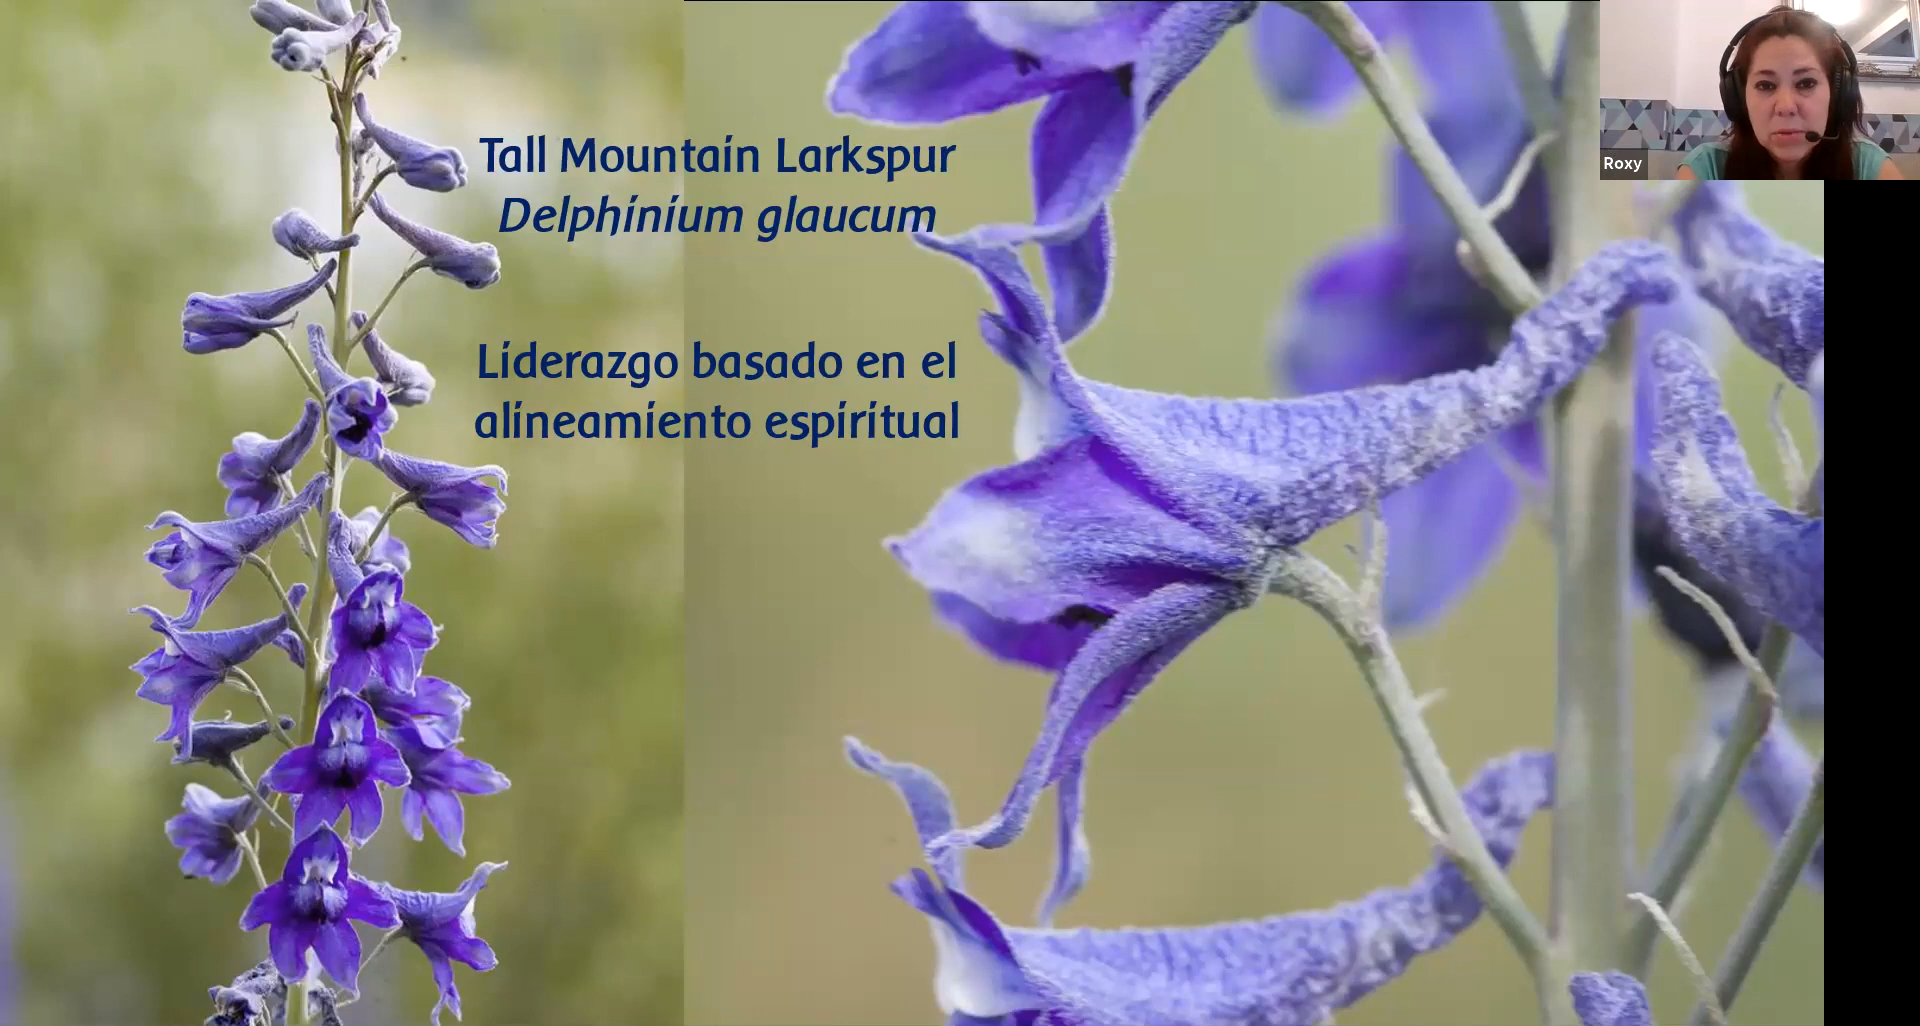 Tall Mountain Larkspur
Delphinium glaucum
Liderazgo basado en el
alineamiento espiritual
Roxy